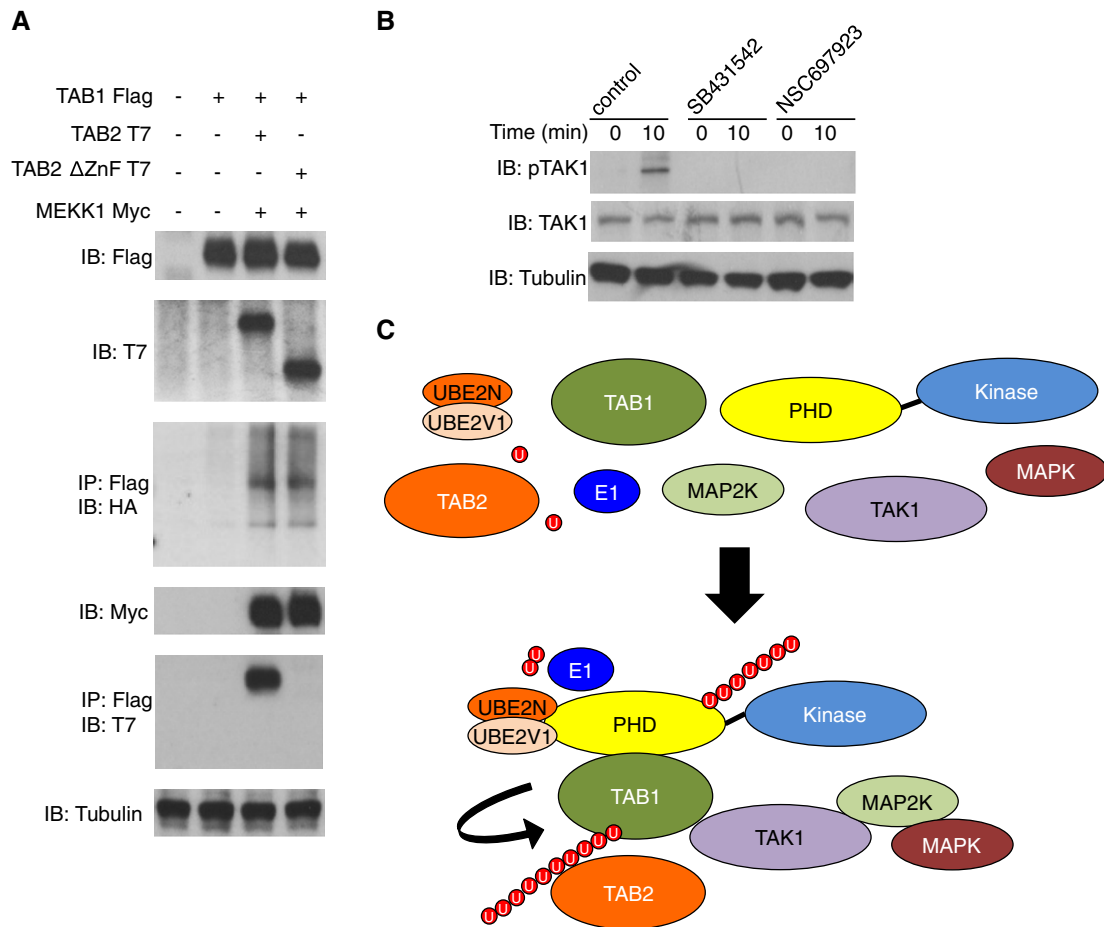 A
TAB1 Flag - + + +
TAB2 T7 - - + -
TAB2 ΔZnF T7 - - - +
MEKK1 Myc - - + +
IB: Flag
IB: T7
IP: Flag
IB: HA
IB: Myc
IP: Flag
IB: T7
IB: Tubulin
B
control SB431542 NSC697923
Time (min) 0 10 0 10 0 10
IB: pTAK1
IB: TAK1
IB: Tubulin
C
UBE2N
UBE2V1
TAB1
PHD
Kinase
U
TAB2
U
E1
MAP2K
TAK1
MAPK
U U
E1
U U U U U U U
UBE2N
UBE2V1
PHD
Kinase
TAB1
TAK1
MAP2K
MAPK
U U U U U U U U U U
TAB2